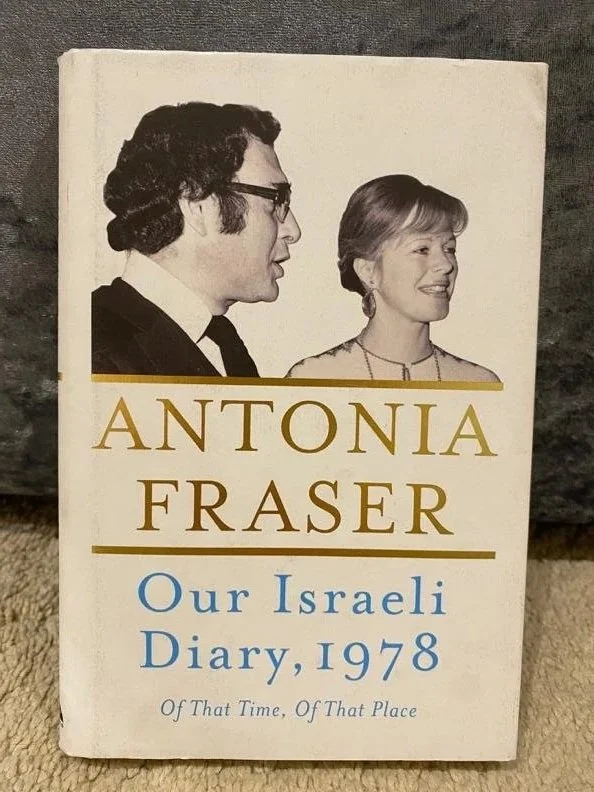 ANTONIA
FRASER
Our Israeli
Diary, 1978
Of That Time, Of That Place